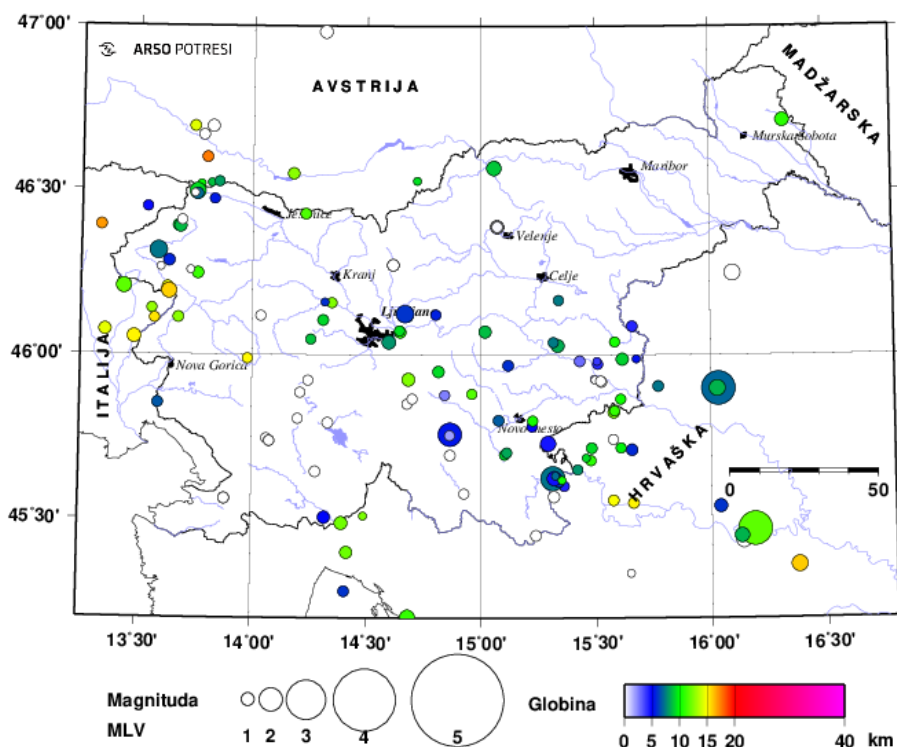 47°00'
ARSO POTRESI
AVSTRIJA
MADŽARSKA
Murska Sobota
Maribor
46°30'
Jesenice
Velenje
Kranj
Celje
Ljubljana
46°00'
ITALIJA
Nova Gorica
Novo mesto
HRVAŠKA
0 50
45°30'
13°30' 14°00' 14°30' 15°00' 15°30' 16°00' 16°30'
Magnituda
MLV
1 2 3 4 5
Globina
0 5 10 15 20 40 km